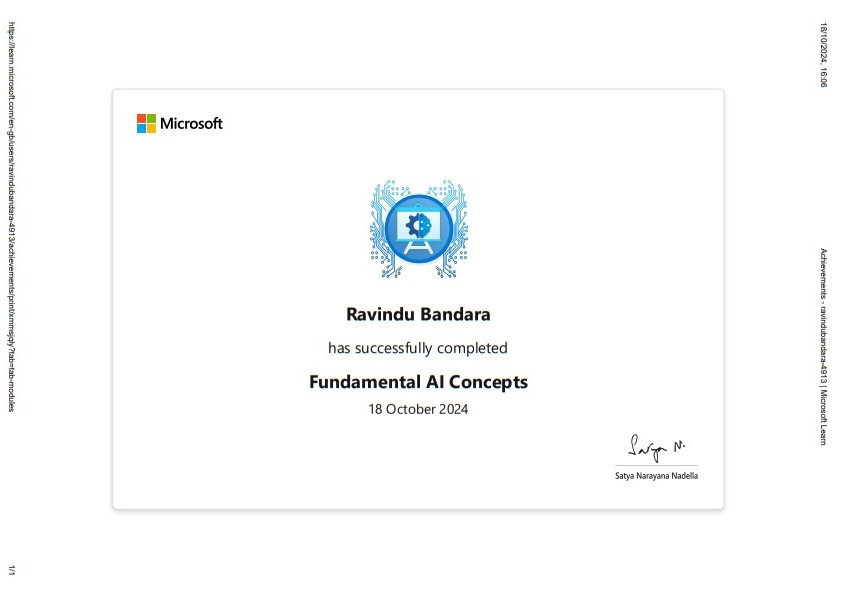 18/10/2024, 16:06
Achievements - ravindubandara-4913 | Microsoft Learn
Microsoft
Ravindu Bandara
has successfully completed
Fundamental AI Concepts
18 October 2024
Satya N.
Satya Narayana Nadella
https://learn.microsoft.com/en-gb/users/ravindubandara-4913/achievements/print/xmmsjqly?tab=tab-modules
1/1